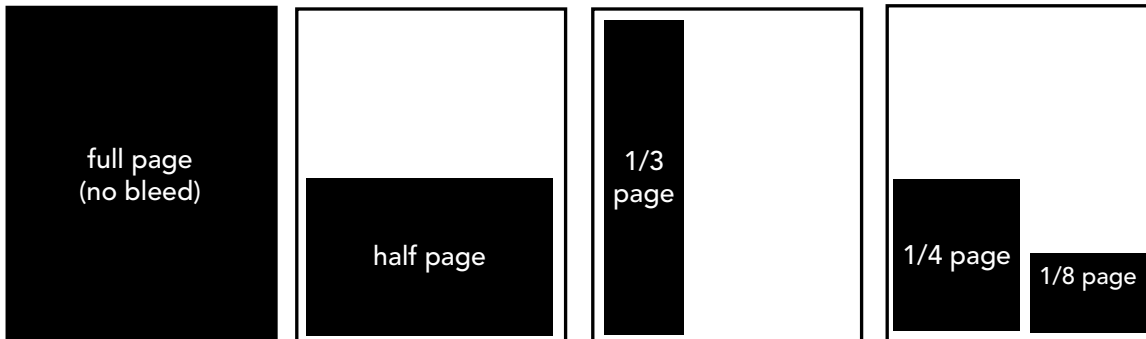 full page
(no bleed)
half page
1/3
page
1/4 page
1/8 page